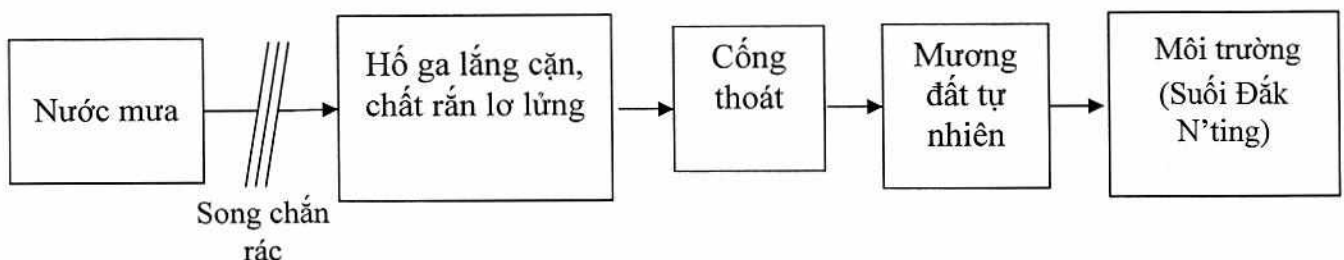 Nước mưa
Song chắn
rác
Hố ga lắng cặn,
chất rắn lơ lửng
Cống
thoát
Mương
đất tự
nhiên
Môi trường
(Suối Đắk
N'ting)